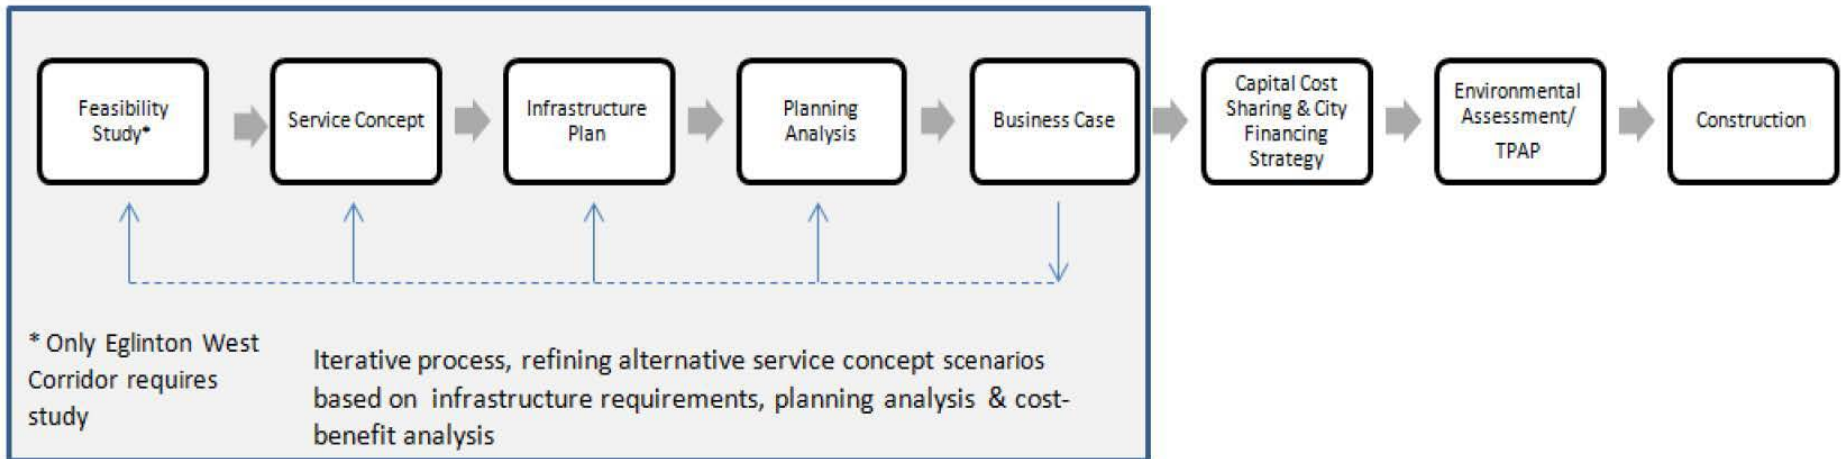 Feasibility
Study*
Service Concept
Infrastructure
Plan
Planning
Analysis
Business Case
Capital Cost
Sharing & City
Financing
Strategy
Environmental
Assessment/
TPAP
Construction
* Only Eglinton West
Corridor requires
study
Iterative process, refining alternative service concept scenarios
based on infrastructure requirements, planning analysis & cost-
benefit analysis